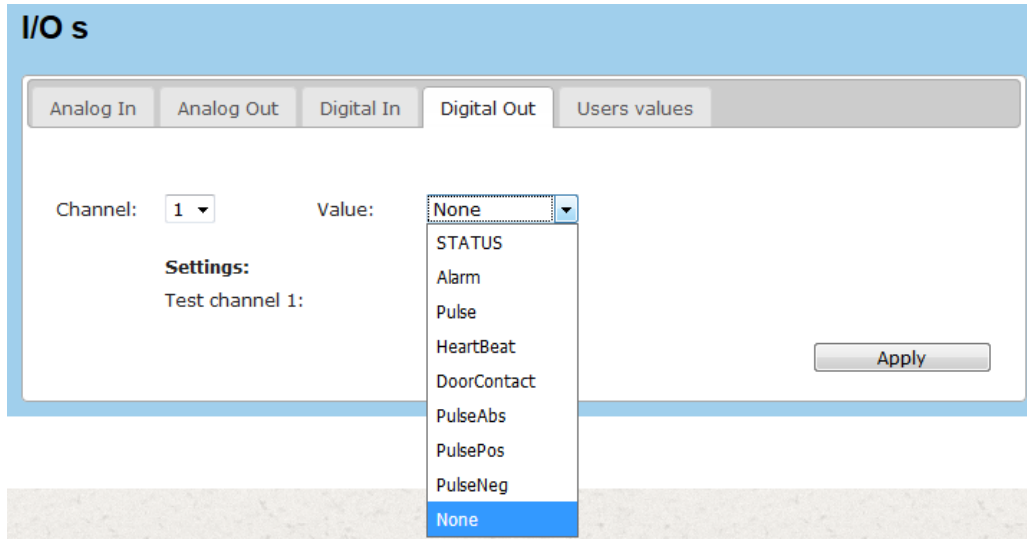 I/O s
Analog In Analog Out Digital In Digital Out Users values
Channel: 1 Value: None
STATUS
Settings:
Alarm
Test channel 1:
Pulse
HeartBeat
Apply
DoorContact
PulseAbs
PulsePos
PulseNeg
None